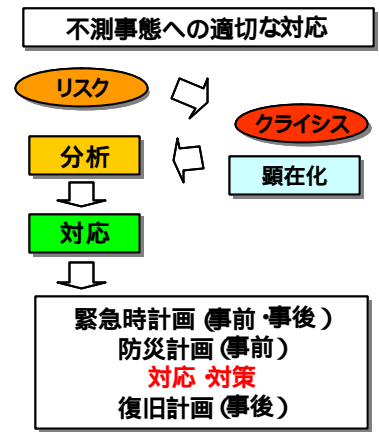 不測事態への適切な対応
リスク
クライシス
分析
顕在化
対応
緊急時計画(事前・事後)
防災計画(事前)
対応・対策
復旧計画(事後)